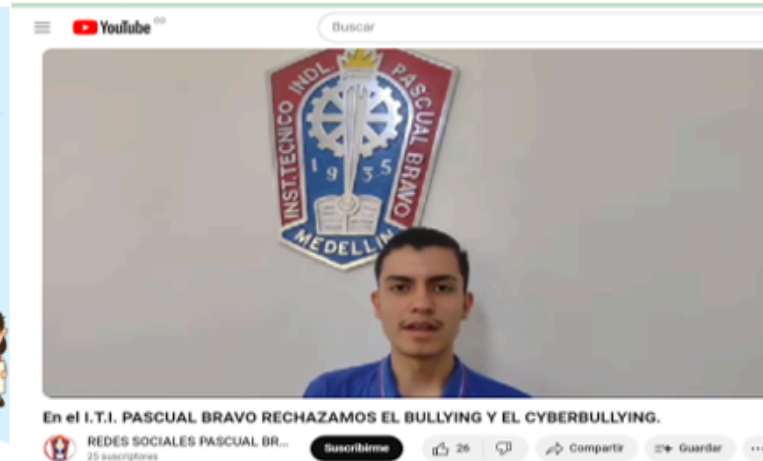 YouTube CO
Buscar
INST.TECNICO INDL. PASCUAL BRAVO
1935
MEDELLIN
En el I.T.I. PASCUAL BRAVO RECHAZAMOS EL BULLYING Y EL CYBERBULLYING.
REDES SOCIALES PASCUAL BR...
25 suscriptores
Suscribirme
26
Compartir
Guardar